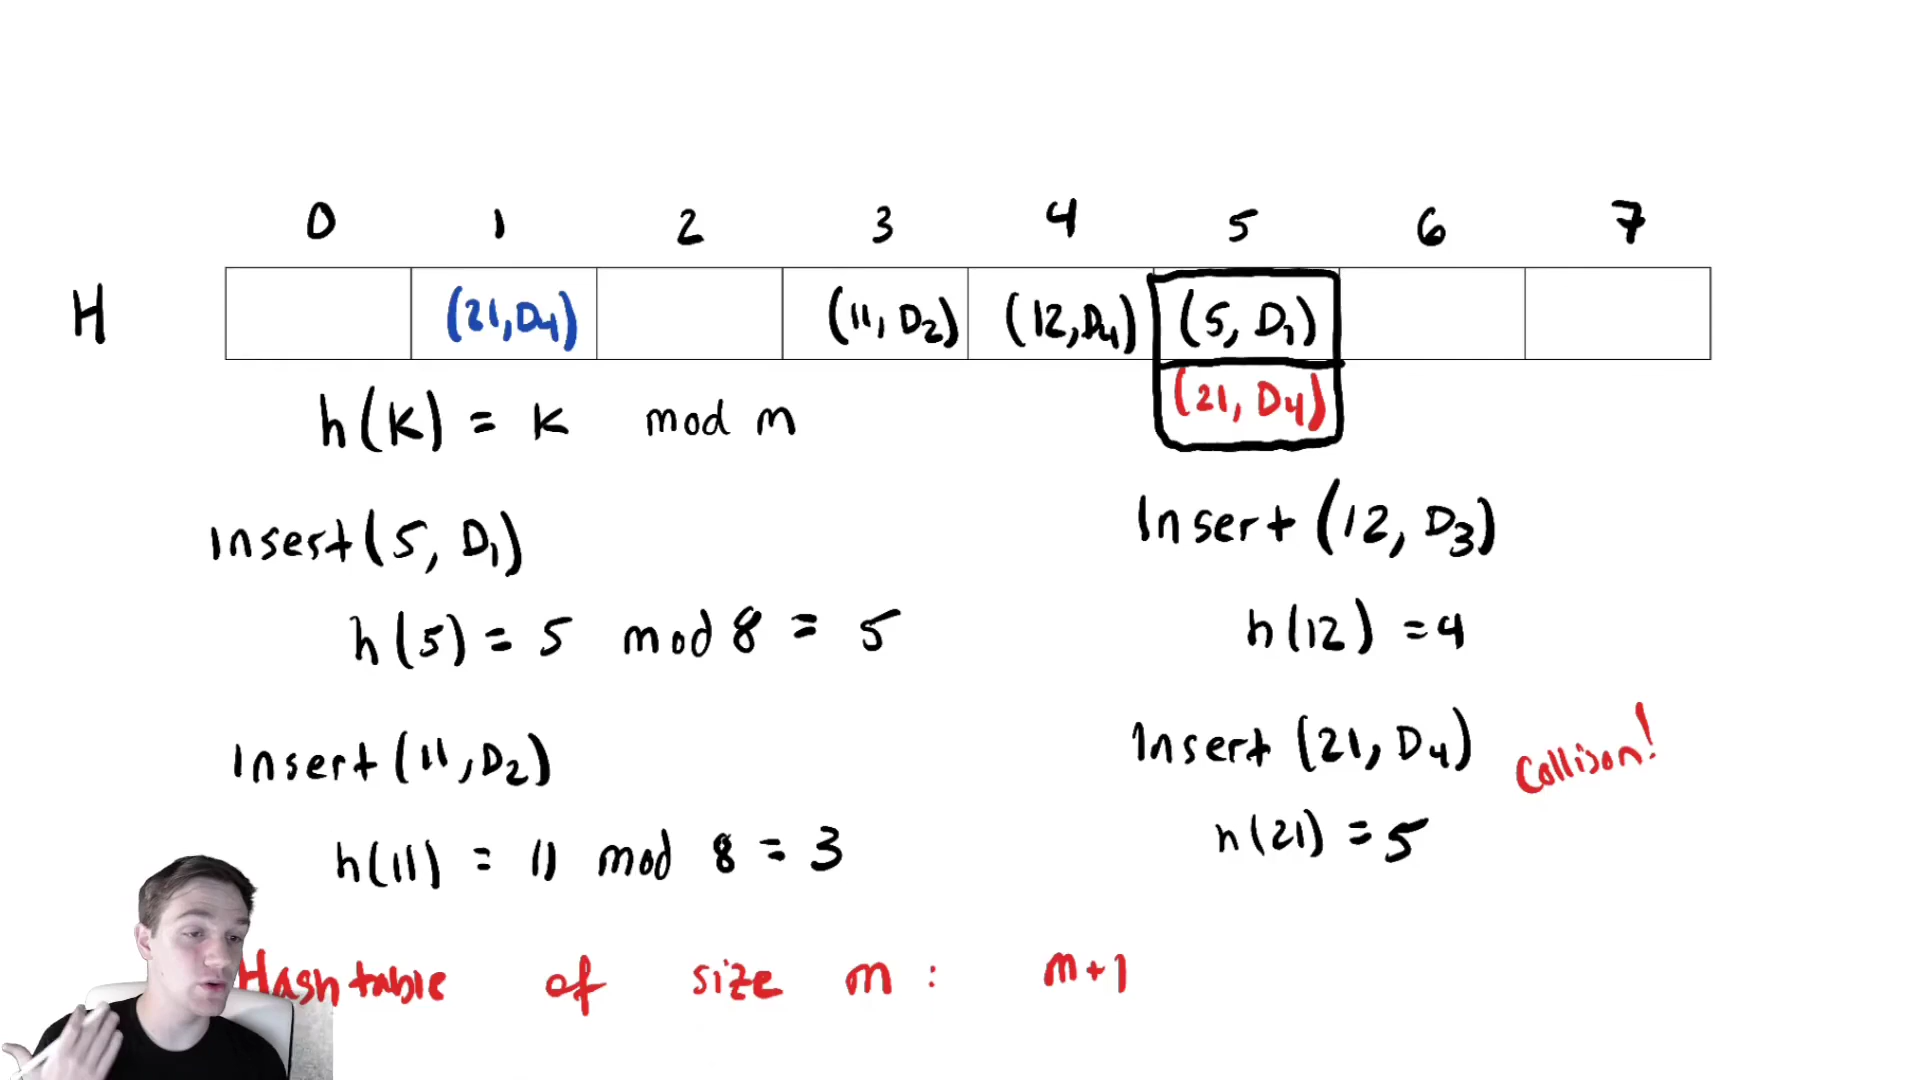 0 1 2 3 4 5 6 7
H (21, D4) (11, D2) (12, D4) (5, D1)
(21, D4)
h(k) = k mod m
Insert(5, D1)
h(5) = 5 mod 8 = 5
Insert(11, D2)
h(11) = 11 mod 8 = 3
Insert(12, D3)
h(12) = 4
Insert(21, D4) Collison!
h(21) = 5
Hash table of size m: m+1